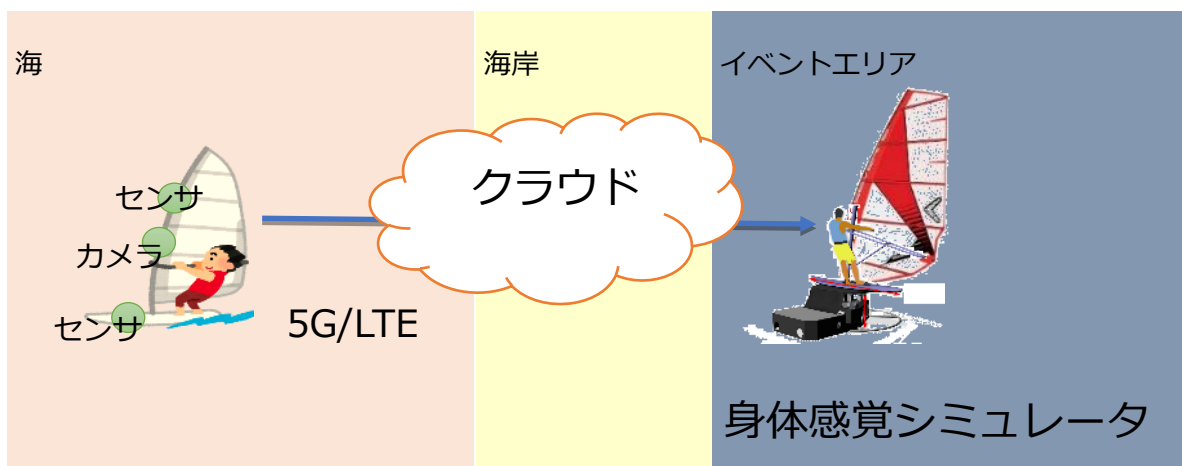 海
海岸
イベントエリア
クラウド
センサ
カメラ
センサ
5G/LTE
身体感覚シミュレータ